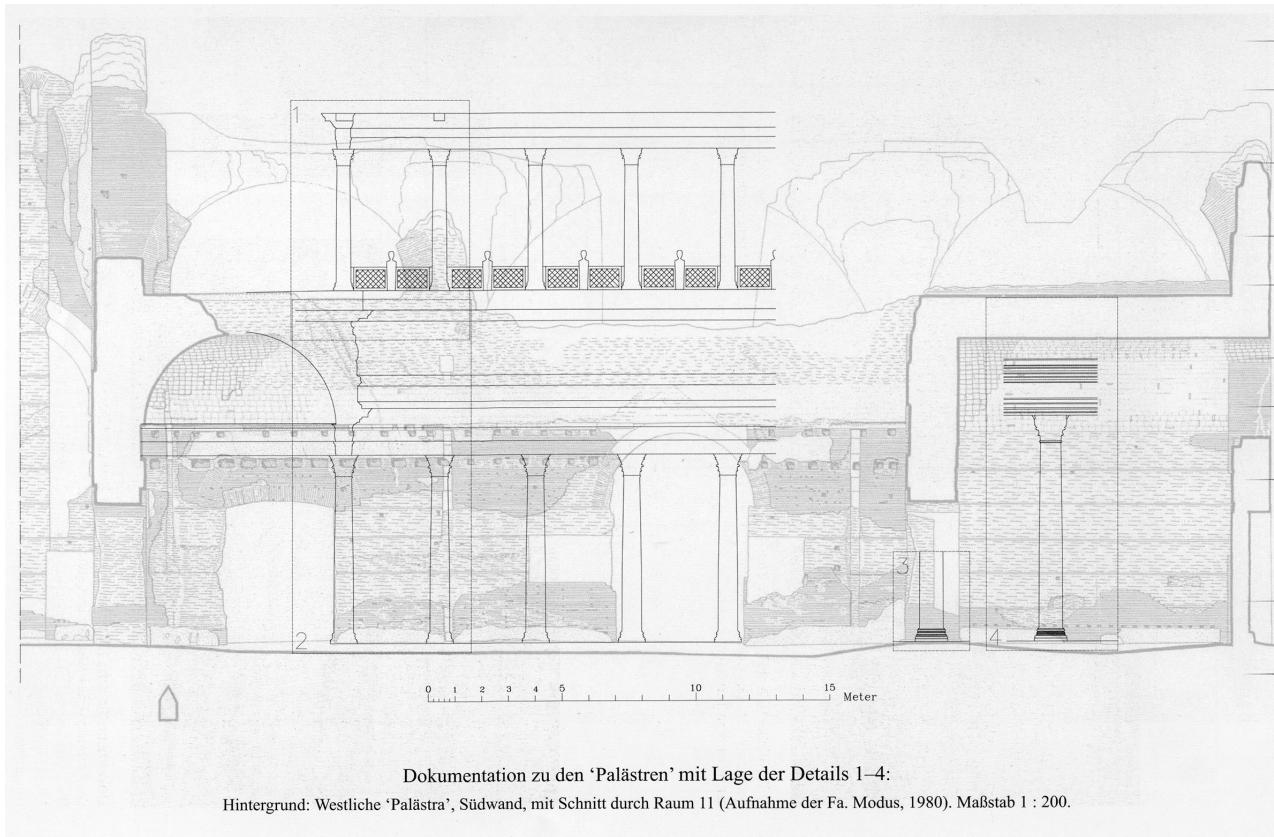 1
2
3
4
0 1 2 3 4 5 10 15 Meter
Dokumentation zu den ‘Palästren’ mit Lage der Details 1–4:
Hintergrund: Westliche ‘Palästra’, Südwand, mit Schnitt durch Raum 11 (Aufnahme der Fa. Modus, 1980). Maßstab 1 : 200.